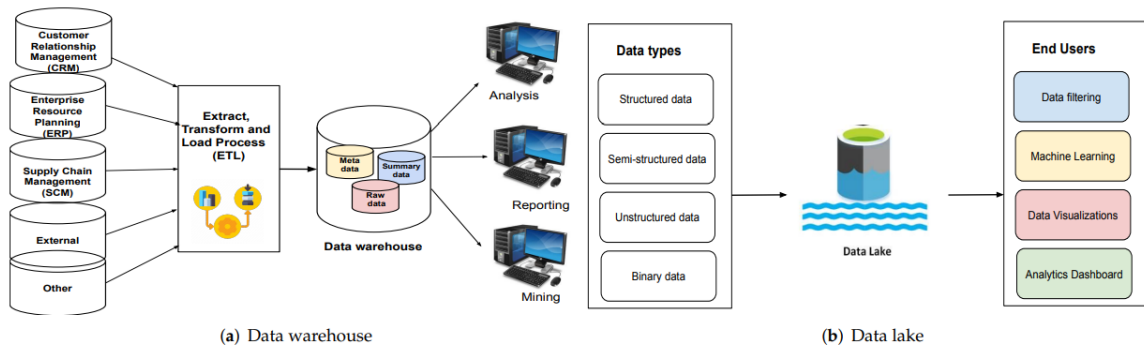 Customer
Relationship
Management
(CRM)
Enterprise
Resource
Planning
(ERP)
Supply Chain
Management
(SCM)
External
Other
Extract,
Transform and
Load Process
(ETL)
Meta
data
Summary
data
Raw
data
Data warehouse
Analysis
Reporting
Mining
(a) Data warehouse
Data types
Structured data
Semi-structured data
Unstructured data
Binary data
Data Lake
End Users
Data filtering
Machine Learning
Data Visualizations
Analytics Dashboard
(b) Data lake